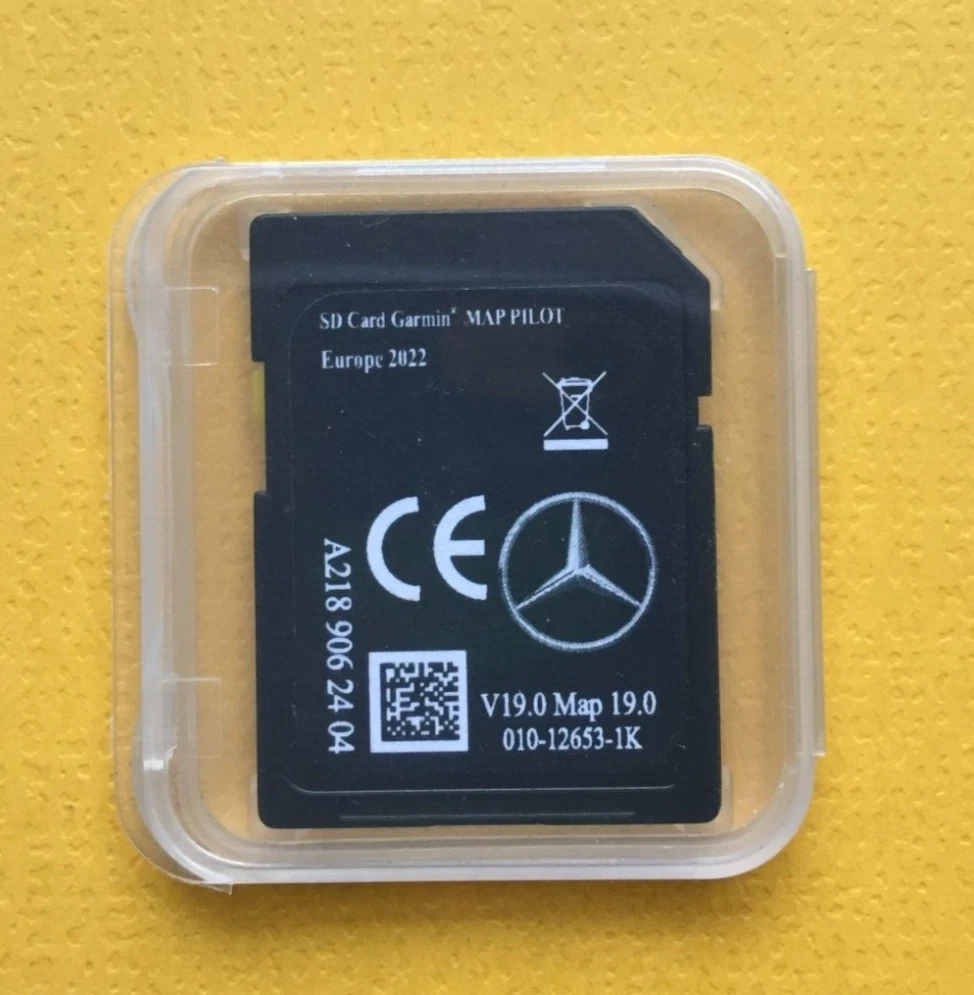 SD Card Garmin® MAP PILOT
Europe 2022
CE
A218 906 24 04
V19.0 Map 19.0
010-12653-1K